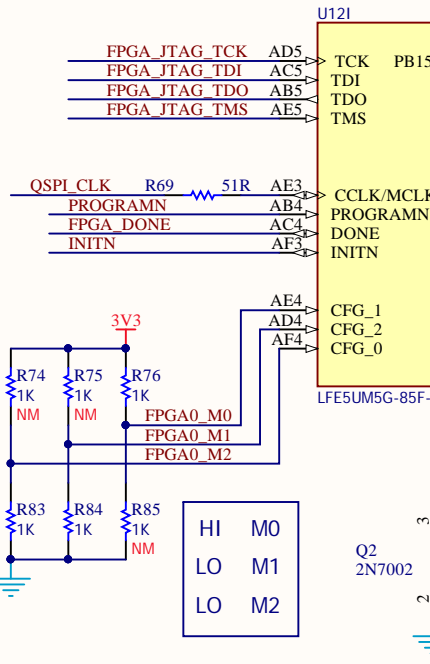 U12I
FPGA_JTAG_TCK AD5 TCK PB15
FPGA_JTAG_TDI AC5 TDI
FPGA_JTAG_TDO AB5 TDO
FPGA_JTAG_TMS AE5 TMS
QSPI_CLK R69 51R AE3 CCLK/MCLK
PROGRAMN AB4 PROGRAMN
FPGA_DONE AC4 DONE
INITN AF3 INITN
AE4 CFG_1
AD4 CFG_2
AF4 CFG_0
3V3
R74 R75 R76
1K 1K 1K
NM NM
LFE5UM5G-85F-
FPGA0_M0
FPGA0_M1
FPGA0_M2
R83 R84 R85
1K 1K 1K
NM
HI M0
LO M1
LO M2
3
Q2
2N7002
2